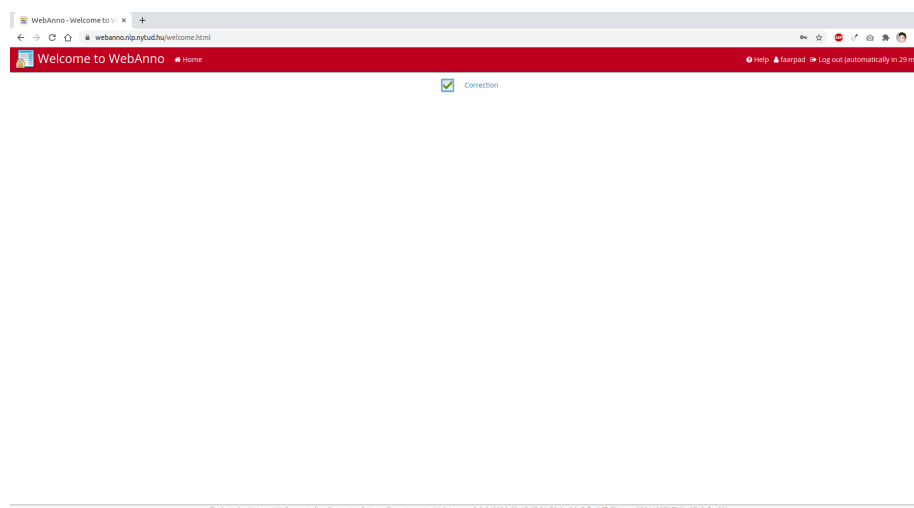 WebAnno - Welcome to
webanno.nlp.nytud.hu/welcome.html
ABP
Welcome to WebAnno Home Help faarpad Log out (automatically in 29 m
Correction